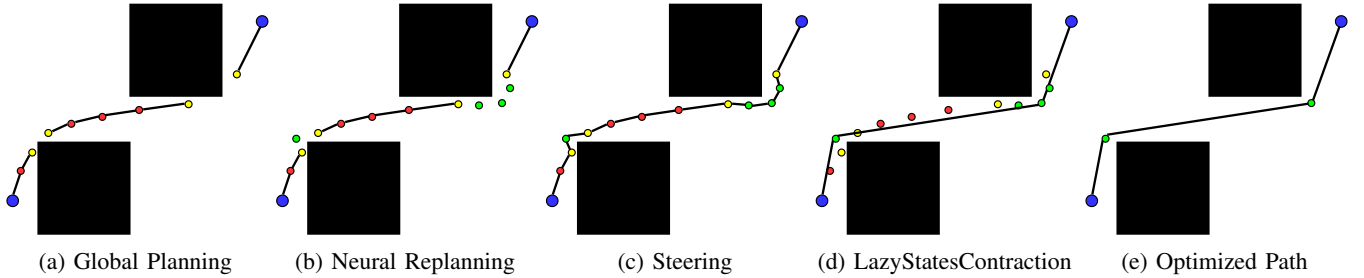 (a) Global Planning
(b) Neural Replanning
(c) Steering
(d) LazyStatesContraction
(e) Optimized Path